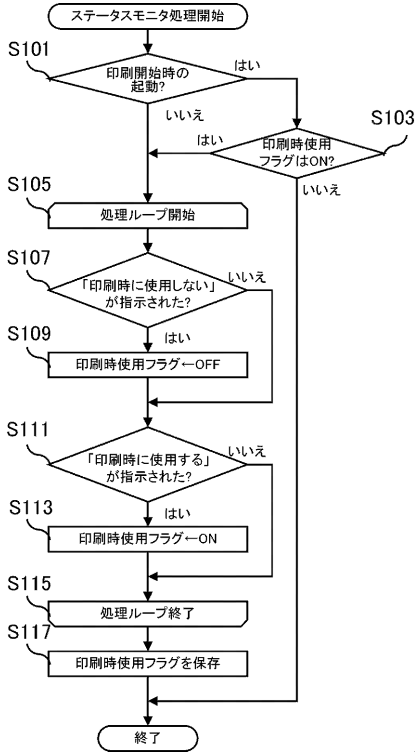 ステータスモニタ処理開始
S101
印刷開始時の
起動?
はい
いいえ
S103
印刷時使用
フラグはON?
はい
いいえ
S105
処理ループ開始
S107
「印刷時に使用しない」
が指示された?
いいえ
はい
S109
印刷時使用フラグ←OFF
S111
「印刷時に使用する」
が指示された?
いいえ
はい
S113
印刷時使用フラグ←ON
S115
処理ループ終了
S117
印刷時使用フラグを保存
終了